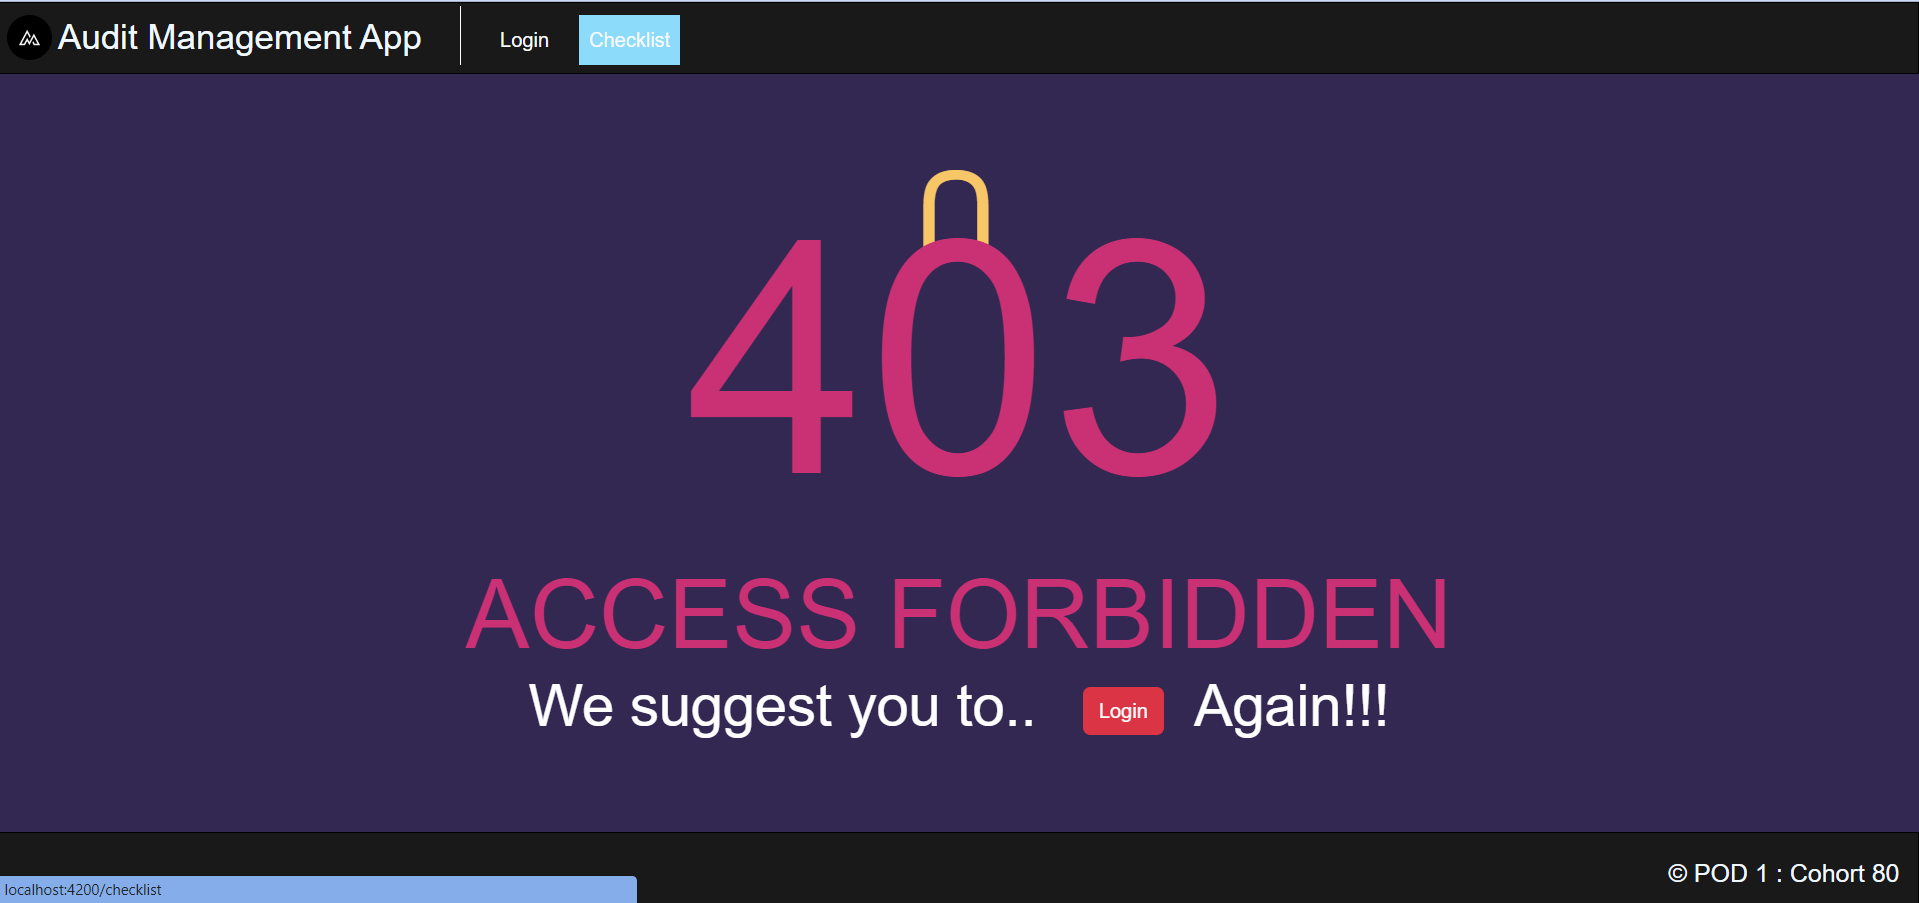 Audit Management App
Login
Checklist
403
ACCESS FORBIDDEN
We suggest you to.. Login Again!!!
© POD 1 : Cohort 80
localhost:4200/checklist